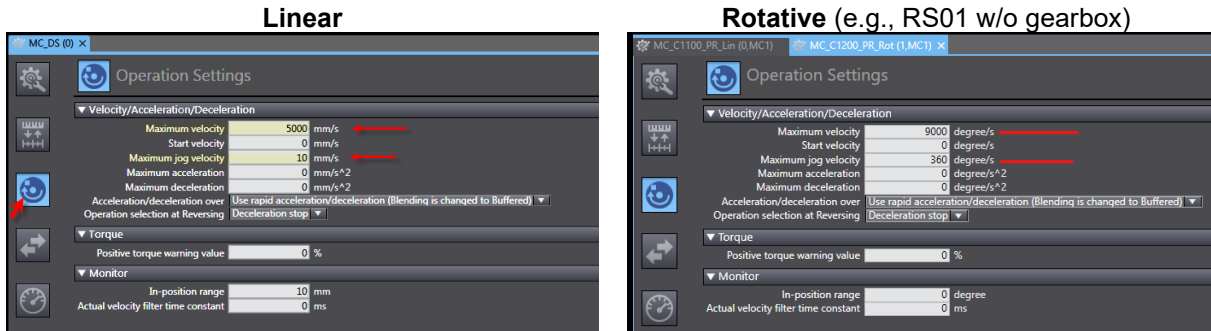 Linear
MC_DS (0) ×
Operation Settings
▼ Velocity/Acceleration/Deceleration
Maximum velocity 5000 mm/s
Start velocity 0 mm/s
Maximum jog velocity 10 mm/s
Maximum acceleration 0 mm/s^2
Maximum deceleration 0 mm/s^2
Acceleration/deceleration over Use rapid acceleration/deceleration (Blending is changed to Buffered) ▼
Operation selection at Reversing Deceleration stop ▼
▼ Torque
Positive torque warning value 0 %
▼ Monitor
In-position range 10 mm
Actual velocity filter time constant 0 ms
Rotative (e.g., RS01 w/o gearbox)
MC_C1100_PR_Lin (0,MC1) MC_C1200_PR_Rot (1,MC1) ×
Operation Settings
▼ Velocity/Acceleration/Deceleration
Maximum velocity 9000 degree/s
Start velocity 0 degree/s
Maximum jog velocity 360 degree/s
Maximum acceleration 0 degree/s^2
Maximum deceleration 0 degree/s^2
Acceleration/deceleration over Use rapid acceleration/deceleration (Blending is changed to Buffered) ▼
Operation selection at Reversing Deceleration stop ▼
▼ Torque
Positive torque warning value 0 %
▼ Monitor
In-position range 0 degree
Actual velocity filter time constant 0 ms